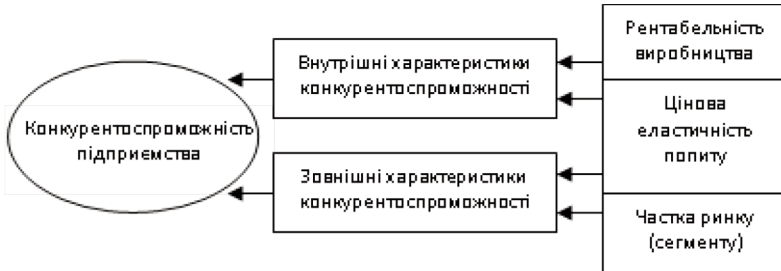 Конкурентоспроможність
підприємства
Внутрішні характеристики
конкурентоспроможності
Зовнішні характеристики
конкурентоспроможності
Рентабельність
виробництва
Цінова
еластичність
попиту
Частка ринку
(сегменту)